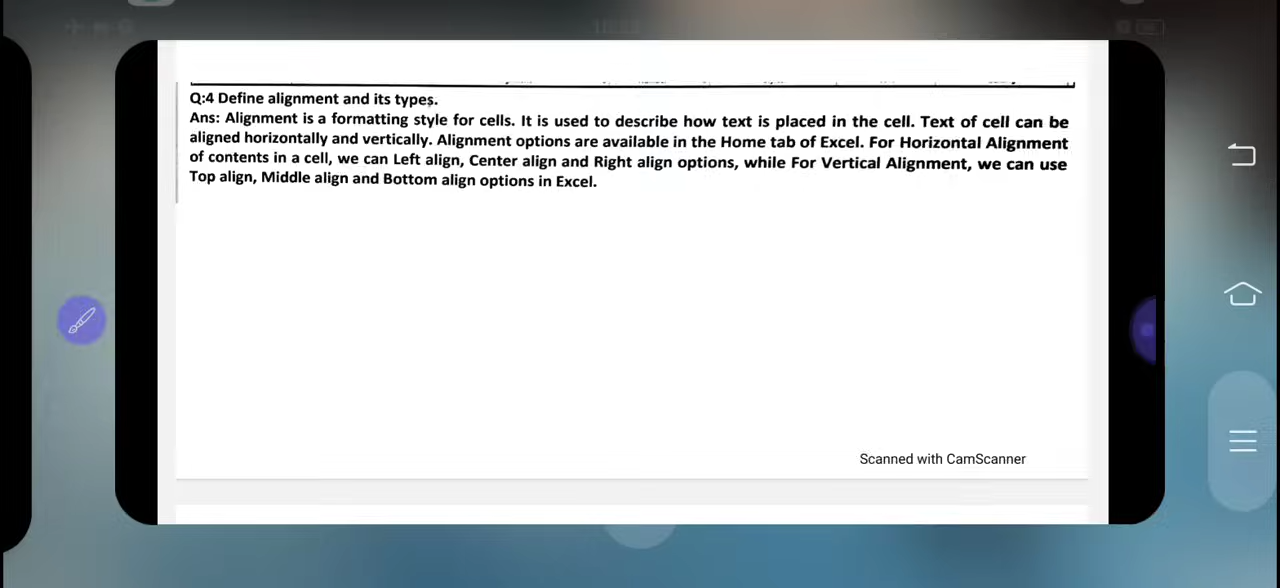 Q:4 Define alignment and its types.
Ans: Alignment is a formatting style for cells. It is used to describe how text is placed in the cell. Text of cell can be
aligned horizontally and vertically. Alignment options are available in the Home tab of Excel. For Horizontal Alignment
of contents in a cell, we can Left align, Center align and Right align options, while For Vertical Alignment, we can use
Top align, Middle align and Bottom align options in Excel.
Scanned with CamScanner